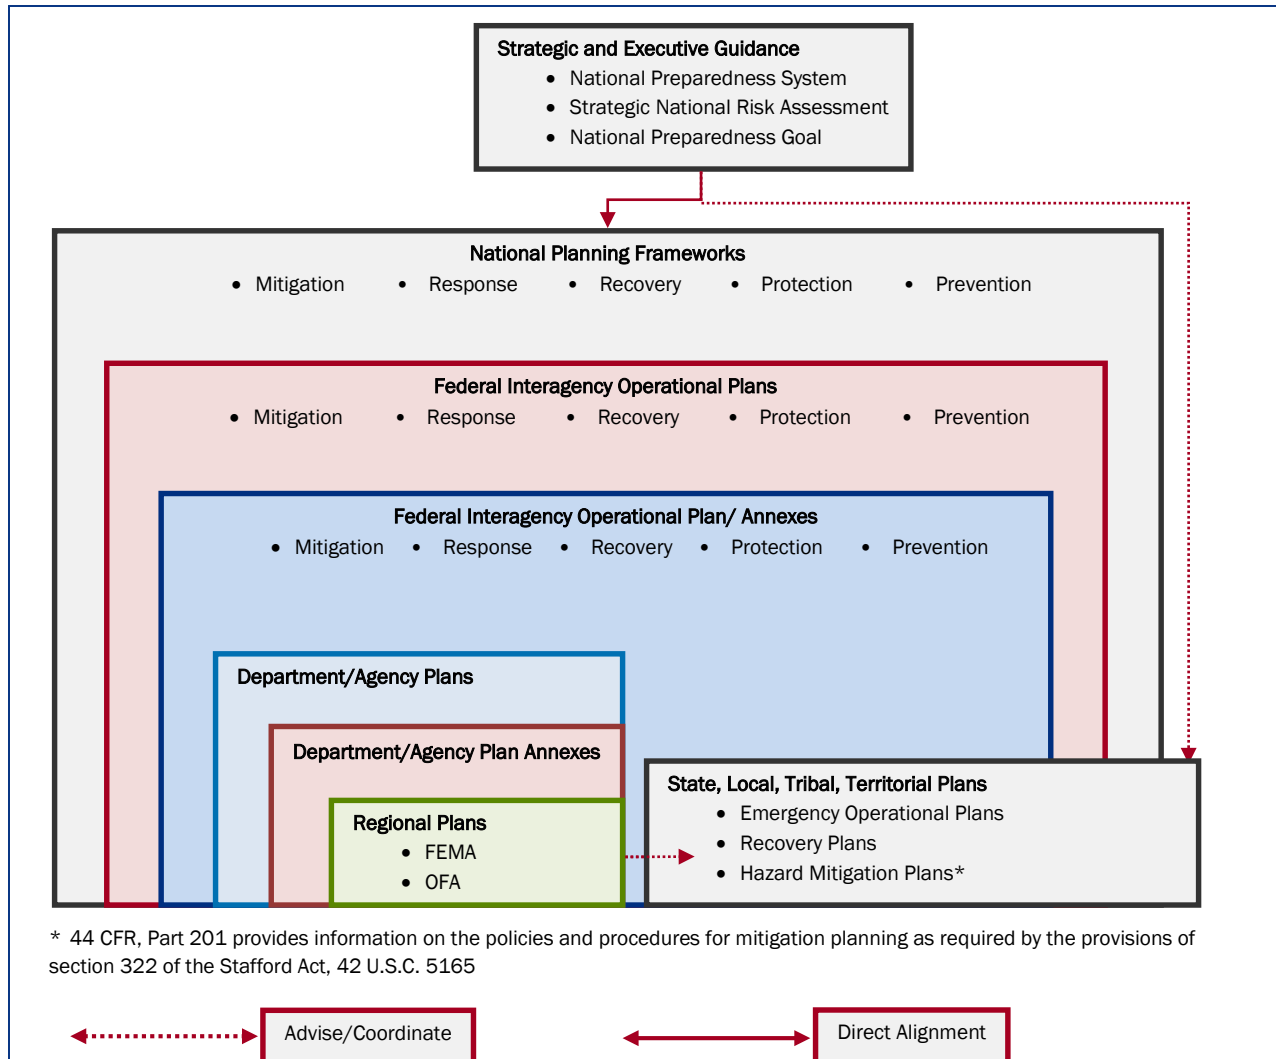 Strategic and Executive Guidance
• National Preparedness System
• Strategic National Risk Assessment
• National Preparedness Goal
National Planning Frameworks
• Mitigation • Response • Recovery • Protection • Prevention
Federal Interagency Operational Plans
• Mitigation • Response • Recovery • Protection • Prevention
Federal Interagency Operational Plan/ Annexes
• Mitigation • Response • Recovery • Protection • Prevention
Department/Agency Plans
Department/Agency Plan Annexes
Regional Plans
• FEMA
• OFA
State, Local, Tribal, Territorial Plans
• Emergency Operational Plans
• Recovery Plans
• Hazard Mitigation Plans*
* 44 CFR, Part 201 provides information on the policies and procedures for mitigation planning as required by the provisions of
section 322 of the Stafford Act, 42 U.S.C. 5165
Advise/Coordinate
Direct Alignment